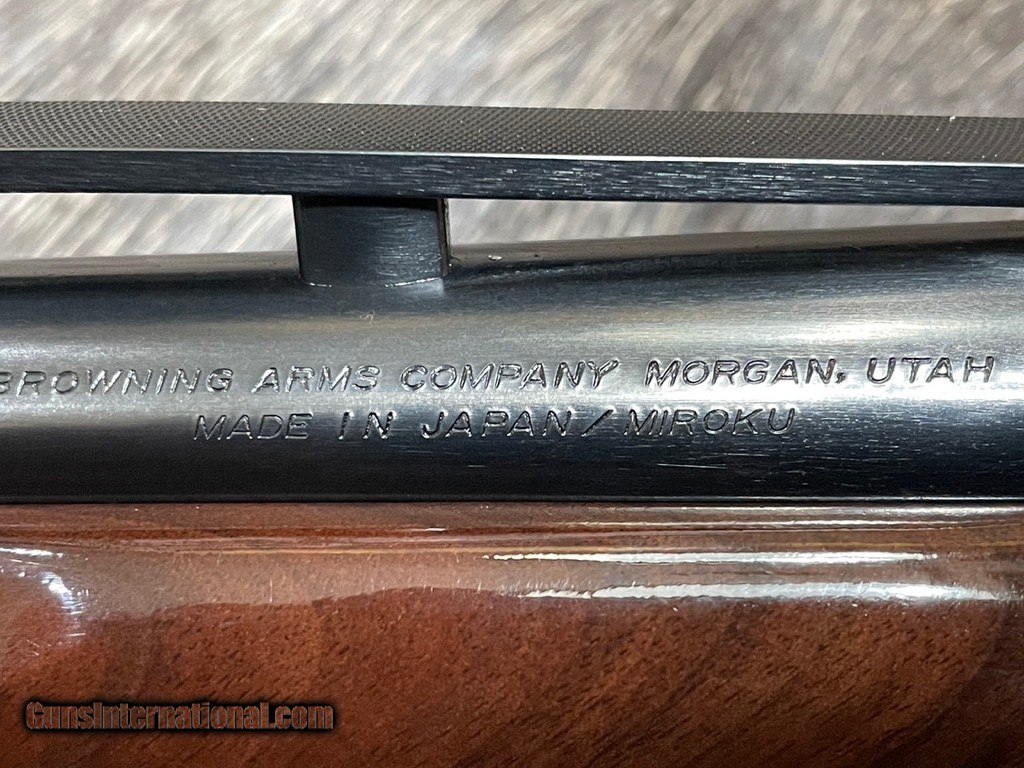 BROWNING ARMS COMPANY MORGAN, UTAH
MADE IN JAPAN/MIROKU
GunsInternational.com